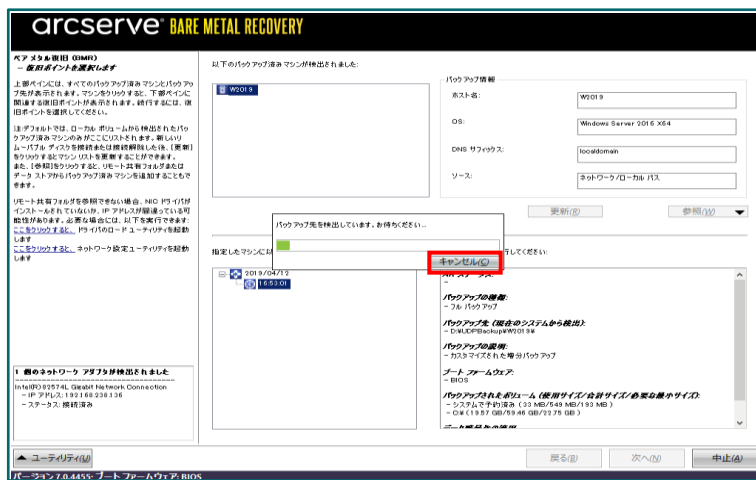 arcserve® BARE METAL RECOVERY
ベア メタル復旧 (BMR)
- 復旧ポイントを選択します
上部ペインには、すべてのバックアップ済みマシンとバックアッ
プ先が表示されます。マシンをクリックすると、下部ペインに
関連する復旧ポイントが表示されます。続行するには、復
旧ポイントを選択してください。
注:デフォルトでは、ローカル ボリュームから検出されたバッ
クアップ済みマシンのみがここにリストされます。新しいリ
ムーバブル ディスクを接続または接続解除した後、[更新]
をクリックするとマシン リストを更新することができます。
また、[参照]をクリックすると、リモート共有フォルダまたは
データ ストアからバックアップ済みマシンを追加することもで
きます。
リモート共有フォルダを参照できない場合、NIC ドライバが
インストールされていないか、IP アドレスが間違っている可
能性があります。必要な場合には、以下を実行できます:
ここをクリックすると、ドライバのロード ユーティリティを起動
します
ここをクリックすると、ネットワーク設定ユーティリティを起動
します
1 個のネットワーク アダプタが検出されました
Intel(R) 82574L Gigabit Network Connection
- IP アドレス: 192.168.238.136
- ステータス: 接続済み
以下のバックアップ済みマシンが検出されました:
W2019
バックアップ情報
ホスト名:
W2019
OS:
Windows Server 2016 X64
DNS サフィックス:
localdomain
ソース:
ネットワーク/ローカル パス
更新(R)
参照(W)
バックアップ先を検出しています。お待ちください...
キャンセル(C)
指定したマシンに以
行してください:
2019/04/12
16:53:01
-
バックアップの種類:
- フル バックアップ
バックアップ先 (現在のシステムから検出):
- D:¥UDPBackup¥W2019¥
バックアップの説明:
- カスタマイズされた増分バックアップ
ブート ファームウェア:
- BIOS
バックアップされたボリューム (使用サイズ/合計サイズ/必要な最小サイズ):
- システムで予約済み (33 MB/549 MB/193 MB)
- C:¥ (19.57 GB/59.46 GB/22.75 GB)
ユーティリティ(U)
戻る(B)
次へ(N)
中止(A)
バージョン 7.0.4455: ブート ファームウェア: BIOS